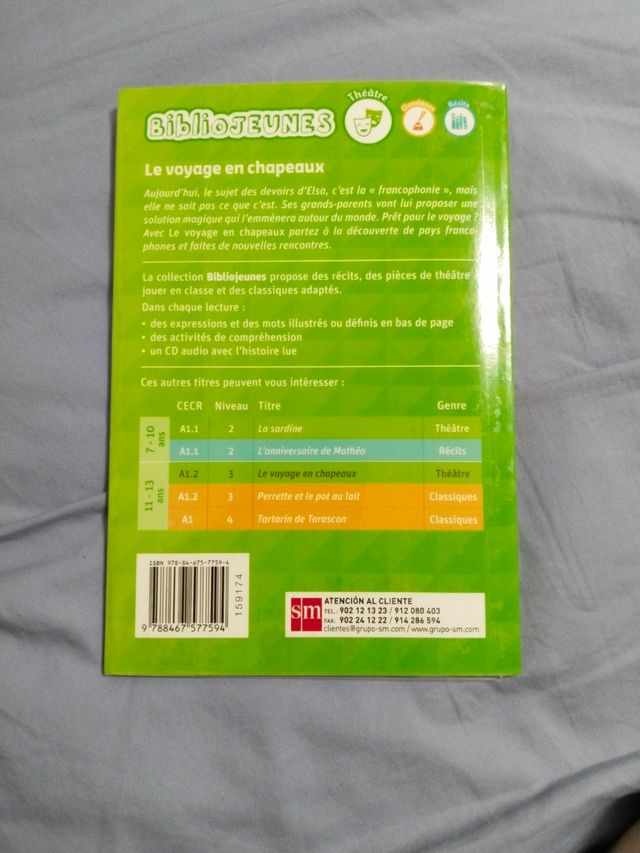 BiblioJEUNES
Théâtre
Classiques
Récits
Le voyage en chapeaux
Aujourd'hui, le sujet des devoirs d'Elsa, c'est la « francophonie », mais
elle ne sait pas ce que c'est. Ses grands-parents vont lui proposer une
solution magique qui l'emmènera autour du monde. Prêt pour le voyage ?
Avec Le voyage en chapeaux partez à la découverte de pays franco
phones et faites de nouvelles rencontres.
La collection Bibliojeunes propose des récits, des pièces de théâtre à
jouer en classe et des classiques adaptés.
Dans chaque lecture :
• des expressions et des mots illustrés ou définis en bas de page
• des activités de compréhension
• un CD audio avec l'histoire lue
Ces autres titres peuvent vous intéresser :
CECR Niveau Titre Genre
7 - 10 ans
A1.1 2 La sardine Théâtre
A1.1 2 L'anniversaire de Mathéo Récits
11 - 13 ans
A1.2 3 Le voyage en chapeaux Théâtre
A1.2 3 Perrette et le pot au lait Classiques
A1 4 Tartarin de Tarascon Classiques
ISBN 978-84-675-7759-4
9 788467 577594
159174
sm
ATENCIÓN AL CLIENTE
TEL.: 902 12 13 23 / 912 080 403
FAX: 902 24 12 22 / 914 286 594
clientes@grupo-sm.com / www.grupo-sm.com